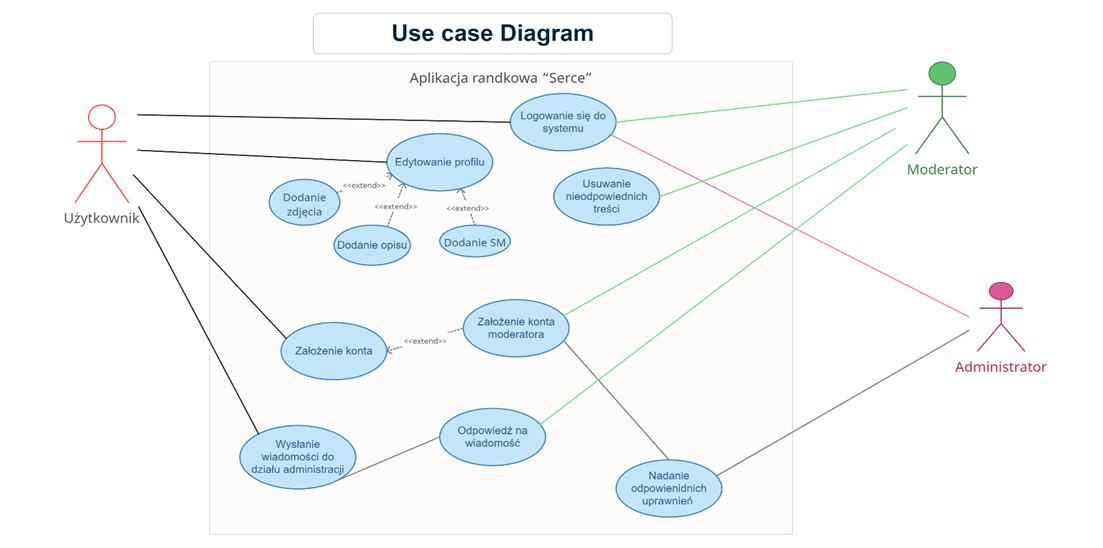 Use case Diagram
Aplikacja randkowa “Serce”
Logowanie się do
systemu
Edytowanie profilu
Moderator
<<extend>>
Usuwanie
nieodpowiednich
treści
Dodanie
zdjęcia
<<extend>>
<<extend>>
Użytkownik
Dodanie opisu
Dodanie SM
Założenie konta
moderatora
<<extend>>
Założenie konta
Administrator
Odpowiedź na
wiadomość
Wysłanie
wiadomości do
działu administracji
Nadanie
odpowienidnich
uprawnień